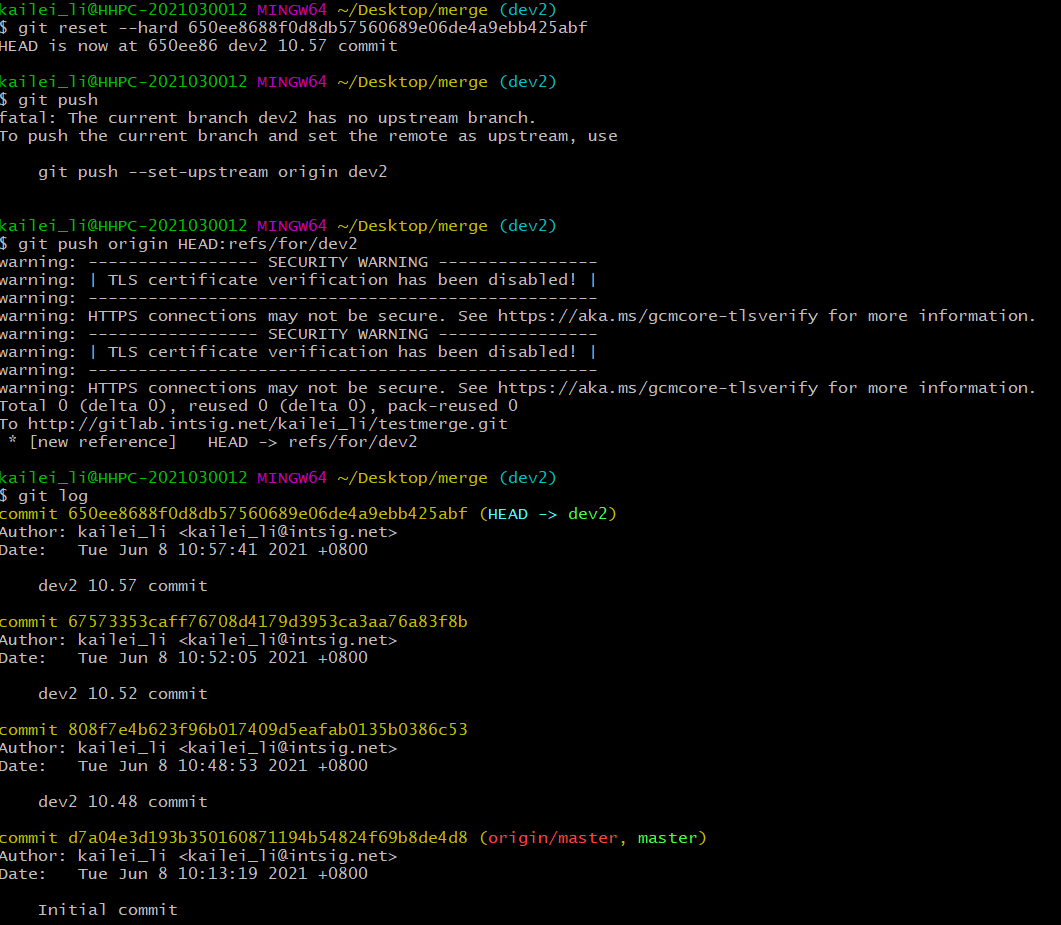 kailei_li@HHPC-2021030012 MINGW64 ~/Desktop/merge (dev2)
$ git reset --hard 650ee8688f0d8db57560689e06de4a9ebb425abf
HEAD is now at 650ee86 dev2 10.57 commit
kailei_li@HHPC-2021030012 MINGW64 ~/Desktop/merge (dev2)
$ git push
fatal: The current branch dev2 has no upstream branch.
To push the current branch and set the remote as upstream, use
    git push --set-upstream origin dev2
kailei_li@HHPC-2021030012 MINGW64 ~/Desktop/merge (dev2)
$ git push origin HEAD:refs/for/dev2
warning: ----------------- SECURITY WARNING ----------------
warning: | TLS certificate verification has been disabled! |
warning: ---------------------------------------------------
warning: HTTPS connections may not be secure. See https://aka.ms/gcmcore-tlsverify for more information.
warning: ----------------- SECURITY WARNING ----------------
warning: | TLS certificate verification has been disabled! |
warning: ---------------------------------------------------
warning: HTTPS connections may not be secure. See https://aka.ms/gcmcore-tlsverify for more information.
Total 0 (delta 0), reused 0 (delta 0), pack-reused 0
To http://gitlab.intsig.net/kailei_li/testmerge.git
 * [new reference]   HEAD -> refs/for/dev2
kailei_li@HHPC-2021030012 MINGW64 ~/Desktop/merge (dev2)
$ git log
commit 650ee8688f0d8db57560689e06de4a9ebb425abf (HEAD -> dev2)
Author: kailei_li <kailei_li@intsig.net>
Date:   Tue Jun 8 10:57:41 2021 +0800
    dev2 10.57 commit
commit 67573353caff76708d4179d3953ca3aa76a83f8b
Author: kailei_li <kailei_li@intsig.net>
Date:   Tue Jun 8 10:52:05 2021 +0800
    dev2 10.52 commit
commit 808f7e4b623f96b017409d5eafab0135b0386c53
Author: kailei_li <kailei_li@intsig.net>
Date:   Tue Jun 8 10:48:53 2021 +0800
    dev2 10.48 commit
commit d7a04e3d193b350160871194b54824f69b8de4d8 (origin/master, master)
Author: kailei_li <kailei_li@intsig.net>
Date:   Tue Jun 8 10:13:19 2021 +0800
    Initial commit